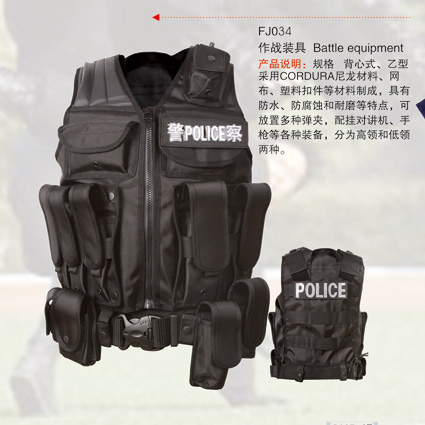 FJ034
作战装具 Battle equipment
产品说明：规格 背心式、乙型
采用CORDURA尼龙材料、网
布、塑料扣件等材料制成，具有
防水、防腐蚀和耐磨等特点，可
放置多种弹夹，配挂对讲机、手
枪等各种装备，分为高领和低领
两种。
警POLICE察
POLICE